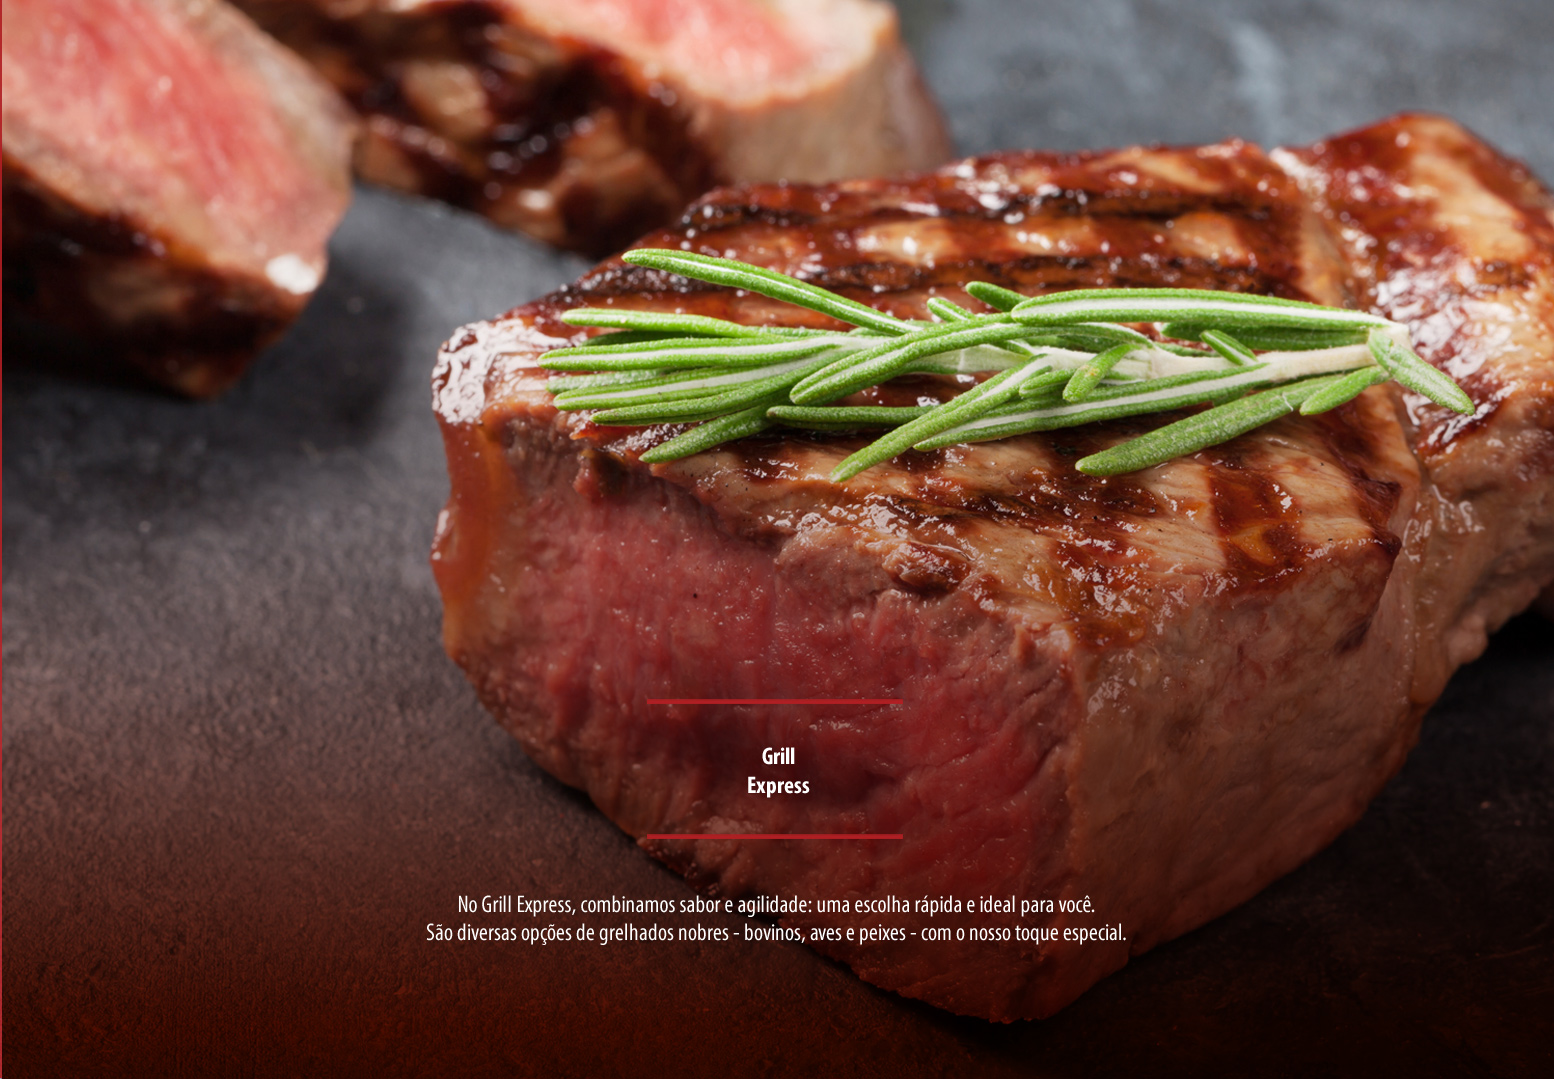 Grill
Express
No Grill Express, combinamos sabor e agilidade: uma escolha rápida e ideal para você.
São diversas opções de grelhados nobres - bovinos, aves e peixes - com o nosso toque especial.